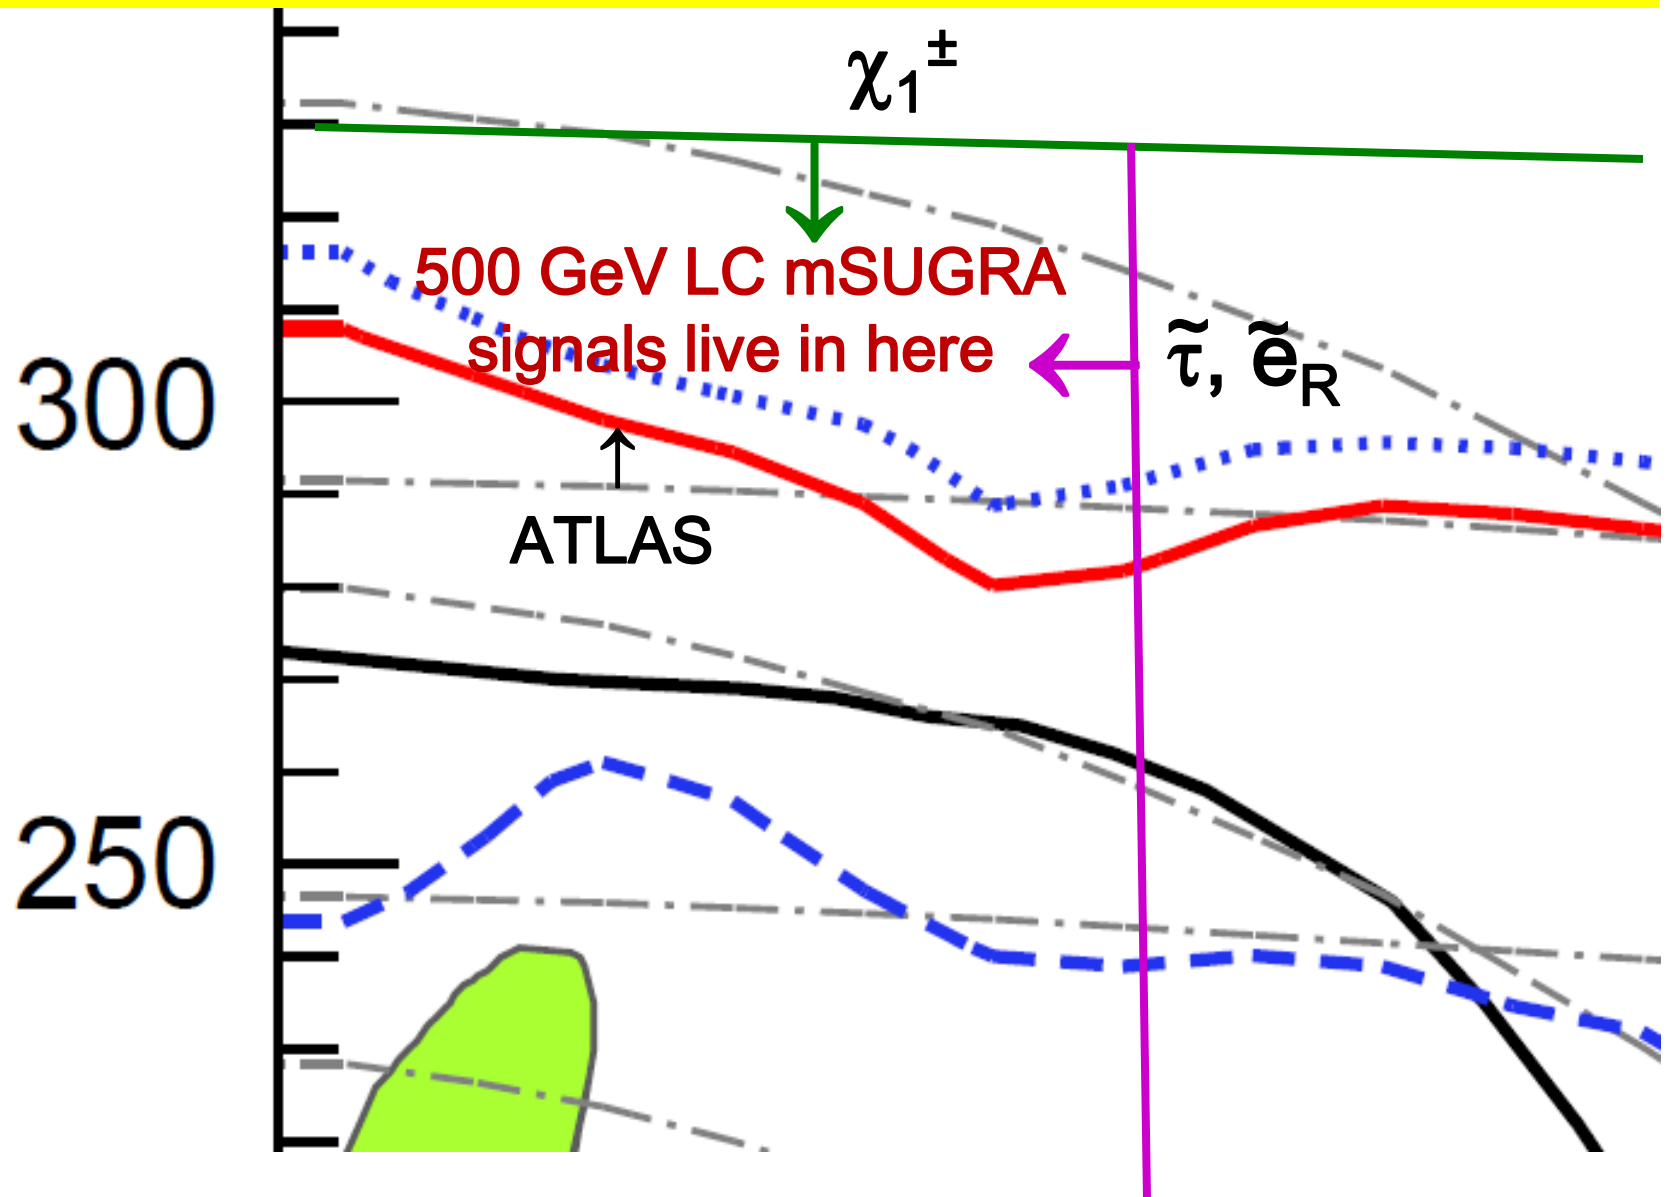 χ₁±
500 GeV LC mSUGRA
signals live in here
τ̃, ẽR
300
ATLAS
250